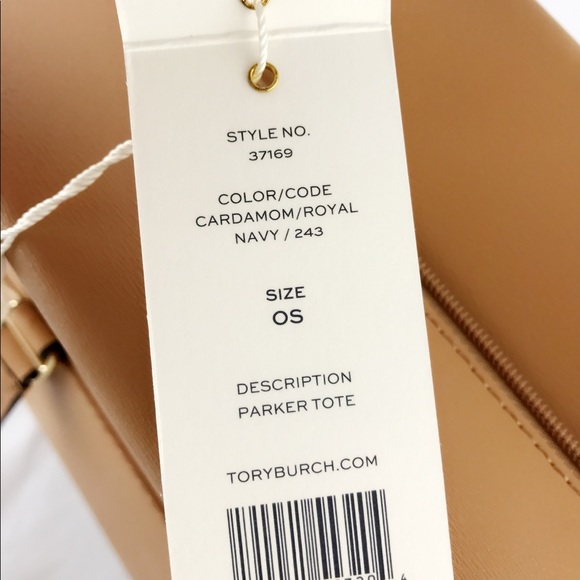 STYLE NO.
37169
COLOR/CODE
CARDAMOM/ROYAL
NAVY / 243
SIZE
OS
DESCRIPTION
PARKER TOTE
TORYBURCH.COM